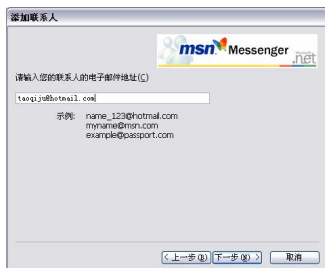 添加联系人
msn Messenger
.net
请输入您的联系人的电子邮件地址(C)
taoqiju@hotmail.com
示例: name_123@hotmail.com
myname@msn.com
example@passport.com
< 上一步(B) 下一步(N) > 取消